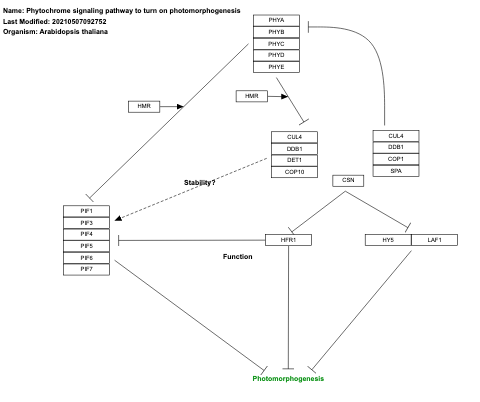 Name: Phytochrome signaling pathway to turn on photomorphogenesis
Last Modified: 20210507092752
Organism: Arabidopsis thaliana
PHYA
PHYB
PHYC
PHYD
PHYE
HMR
HMR
CUL4
DDB1
DET1
COP10
CUL4
DDB1
COP1
SPA
CSN
Stability?
PIF1
PIF3
PIF4
PIF5
PIF6
PIF7
HFR1
HY5
LAF1
Function
Photomorphogenesis